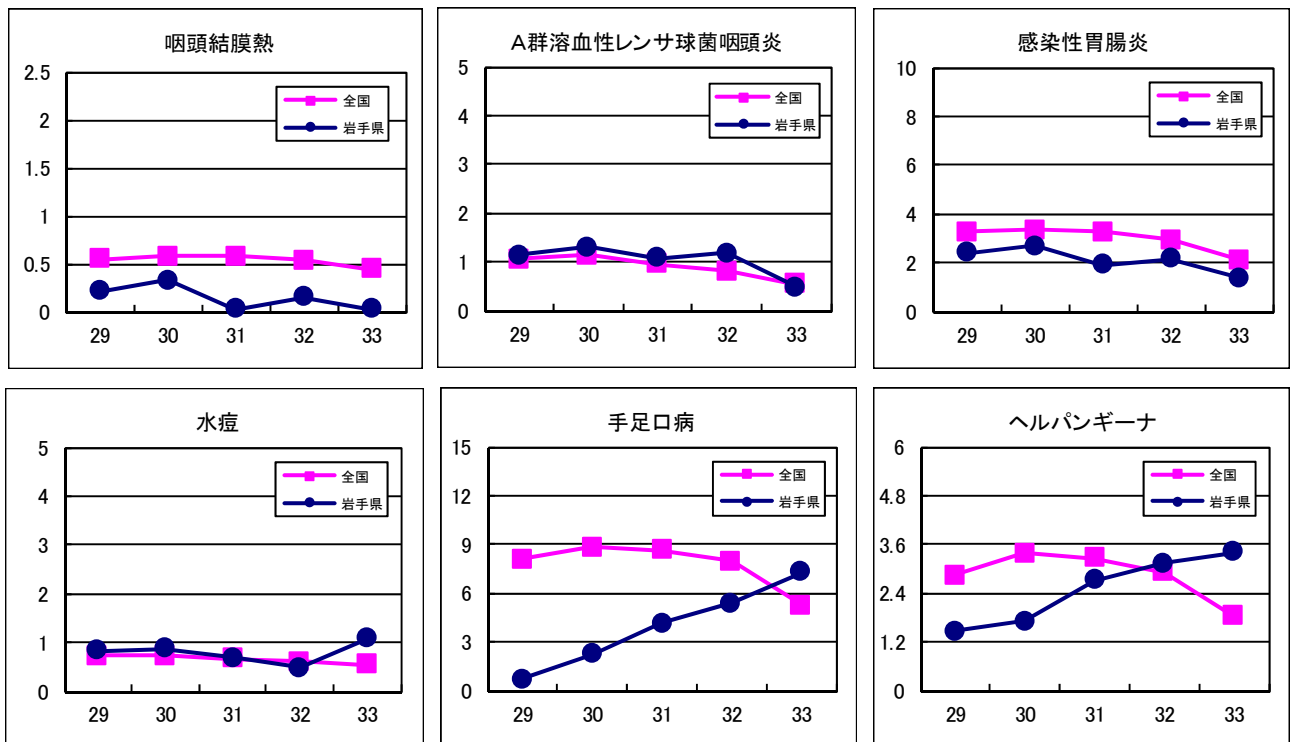 咽頭結膜熱
2.5
2
1.5
1
0.5
0
全国
岩手県
29 30 31 32 33
A群溶血性レンサ球菌咽頭炎
5
4
3
2
1
0
全国
岩手県
29 30 31 32 33
感染性胃腸炎
10
8
6
4
2
0
全国
岩手県
29 30 31 32 33
水痘
5
4
3
2
1
0
全国
岩手県
29 30 31 32 33
手足口病
15
12
9
6
3
0
全国
岩手県
29 30 31 32 33
ヘルパンギーナ
6
4.8
3.6
2.4
1.2
0
全国
岩手県
29 30 31 32 33